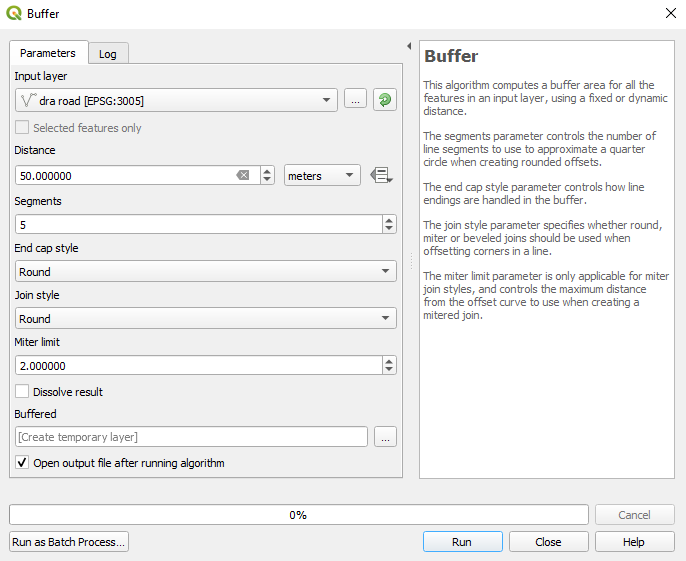 Buffer
Parameters
Log
Input layer
dra road [EPSG:3005]
...
Selected features only
Distance
50.000000
meters
Segments
5
End cap style
Round
Join style
Round
Miter limit
2.000000
Dissolve result
Buffered
[Create temporary layer]
...
Open output file after running algorithm
Buffer
This algorithm computes a buffer area for all the
features in an input layer, using a fixed or dynamic
distance.
The segments parameter controls the number of
line segments to use to approximate a quarter
circle when creating rounded offsets.
The end cap style parameter controls how line
endings are handled in the buffer.
The join style parameter specifies whether round,
miter or beveled joins should be used when
offsetting corners in a line.
The miter limit parameter is only applicable for miter
join styles, and controls the maximum distance
from the offset curve to use when creating a
mitered join.
0%
Cancel
Run as Batch Process...
Run
Close
Help